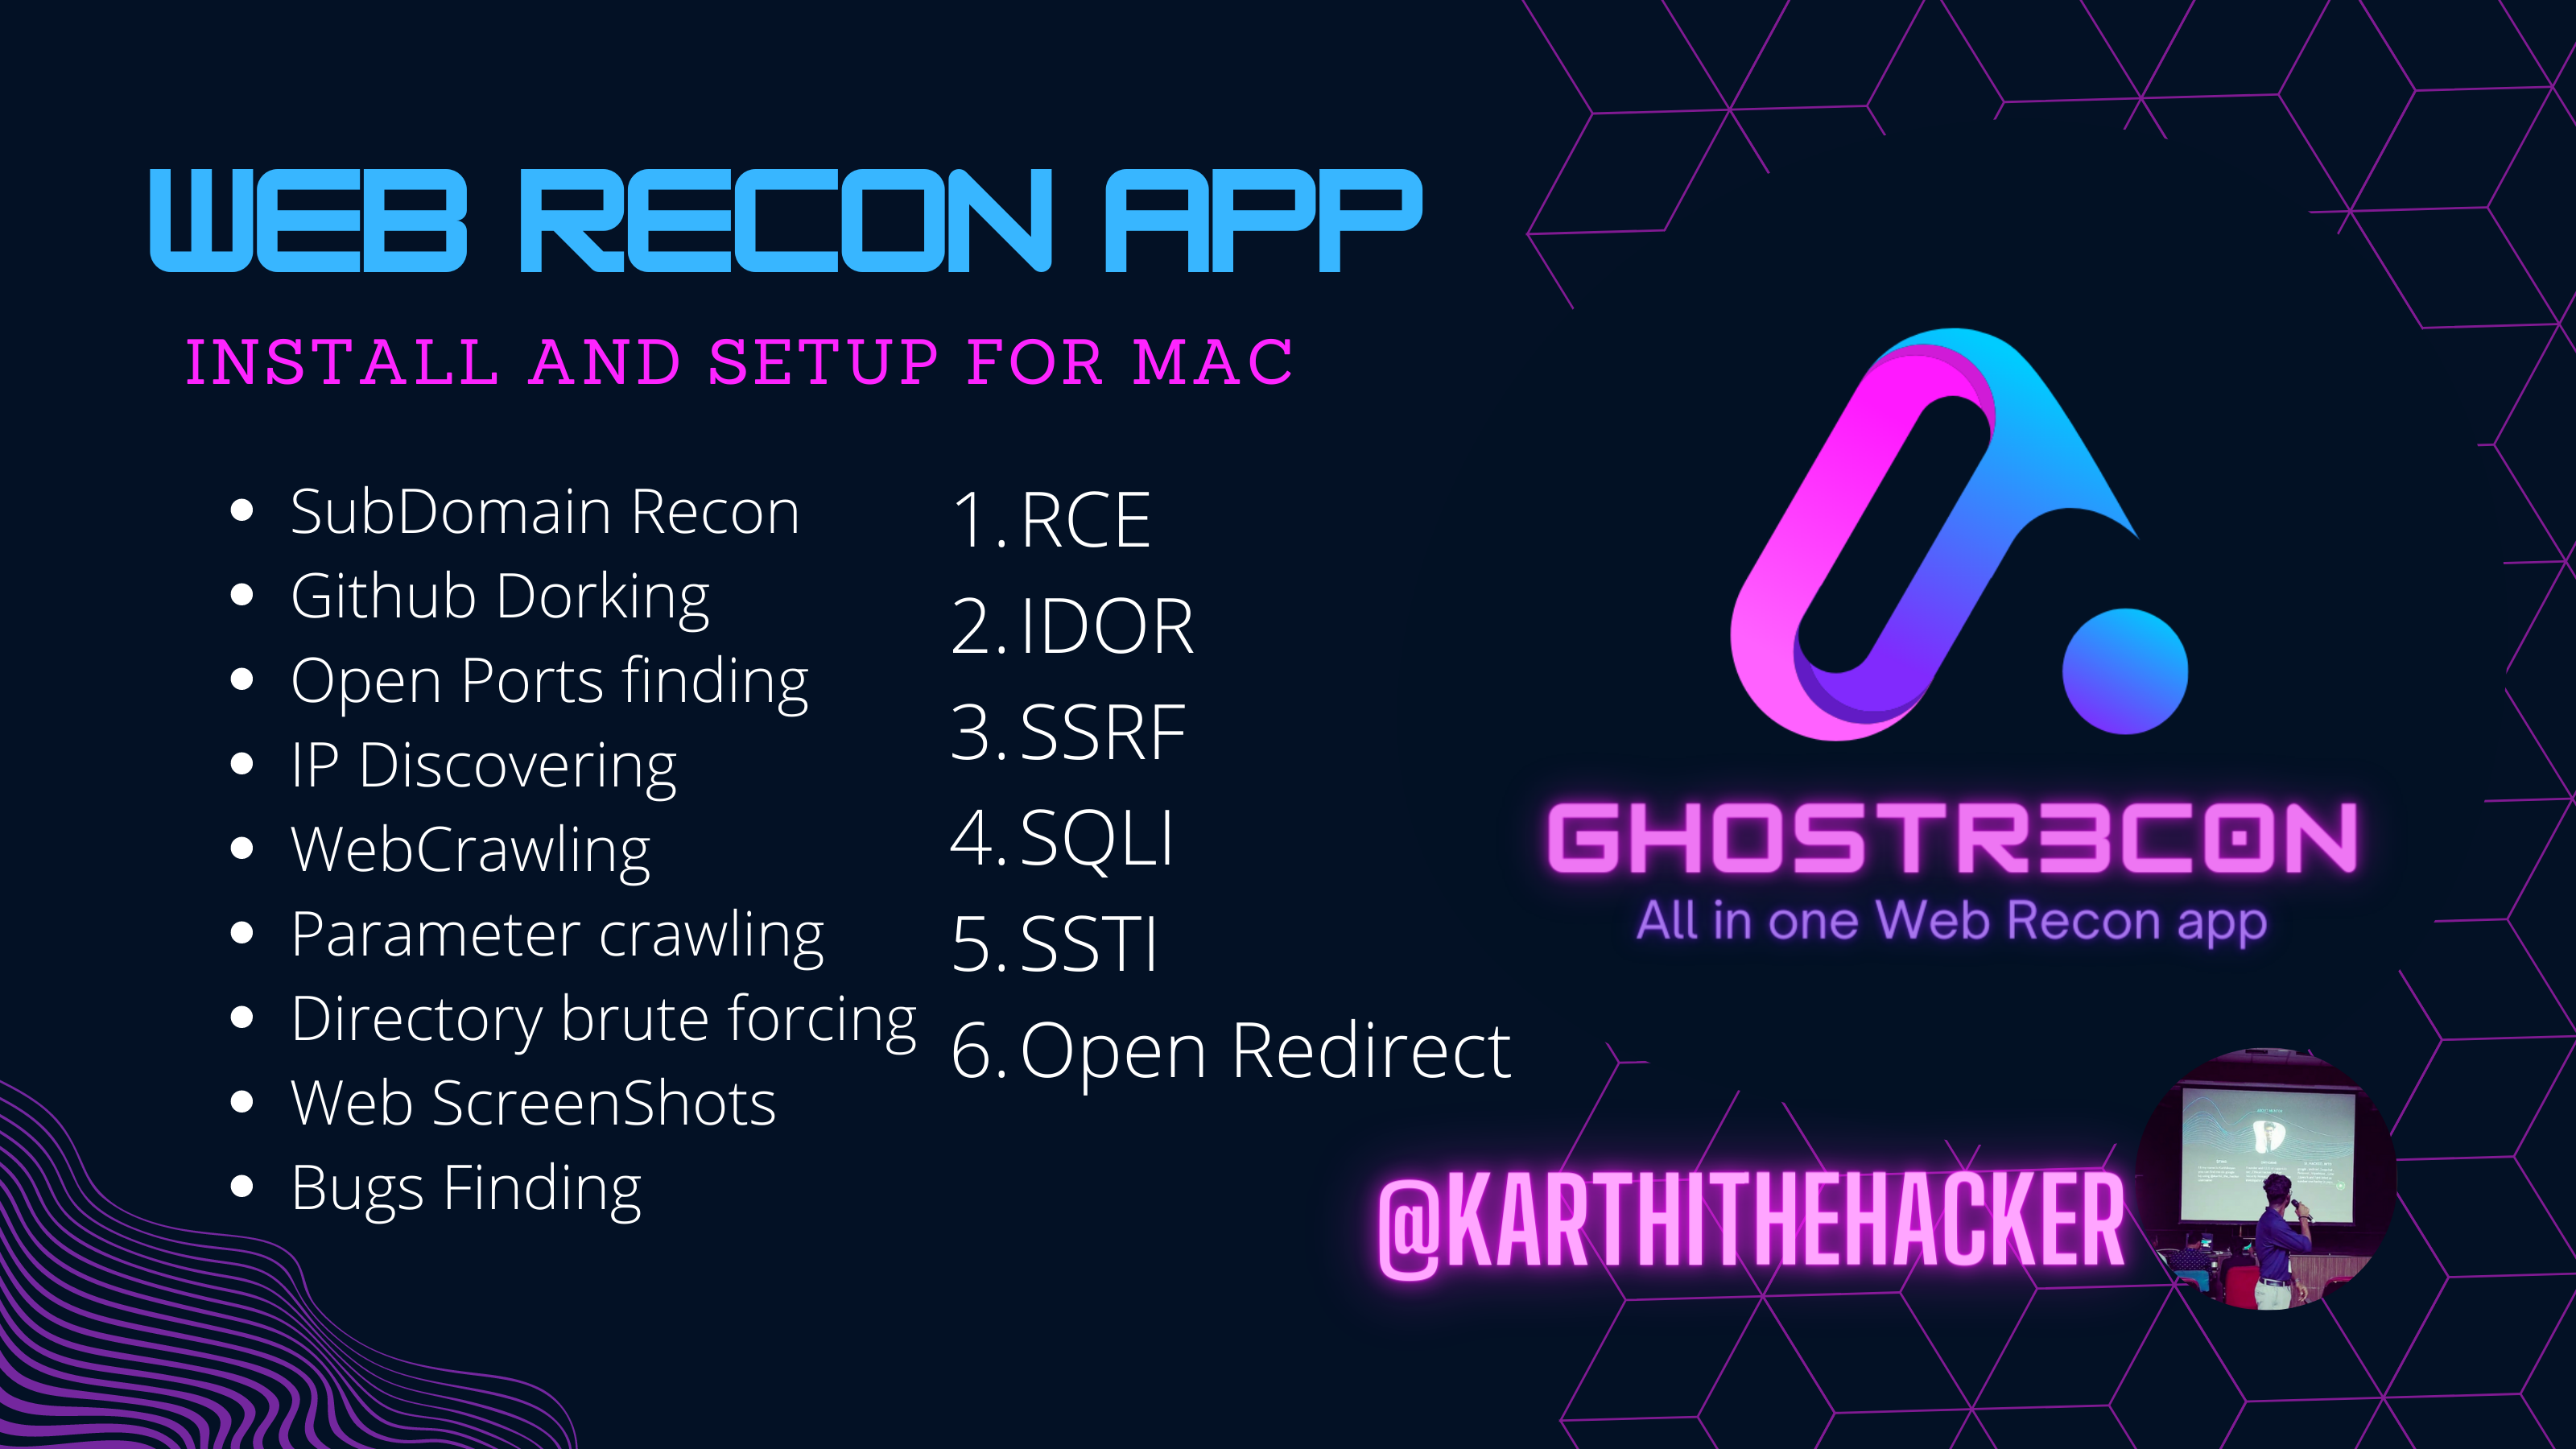 WEB RECON APP
INSTALL AND SETUP FOR MAC
SubDomain Recon
Github Dorking
Open Ports finding
IP Discovering
WebCrawling
Parameter crawling
Directory brute forcing
Web ScreenShots
Bugs Finding
1. RCE
2. IDOR
3. SSRF
4. SQLI
5. SSTI
6. Open Redirect
GHOSTR3C0N
All in one Web Recon app
@KARTHITHEHACKER